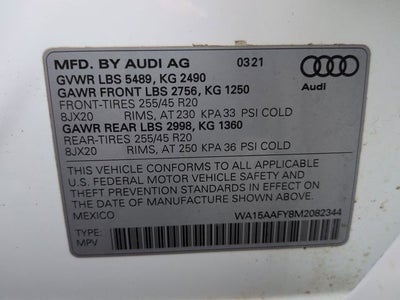 MFD. BY AUDI AG 03 21
GVWR LBS 5489, KG 2490
GAWR FRONT LBS 2756, KG 1250
FRONT-TIRES 255/45 R20
8JX20 RIMS, AT 230 KPA 33 PSI COLD
GAWR REAR LBS 2998, KG 1360
REAR-TIRES 255/45 R20
8JX20 RIMS, AT 250 KPA 36 PSI COLD
Audi
THIS VEHICLE CONFORMS TO ALL APPLICABLE
U.S. FEDERAL MOTOR VEHICLE SAFETY AND
THEFT PREVENTION STANDARDS IN EFFECT ON
THE DATE OF MANUFACTURE SHOWN ABOVE.
MEXICO WA15AAFY8M2082344
TYPE:
MPV